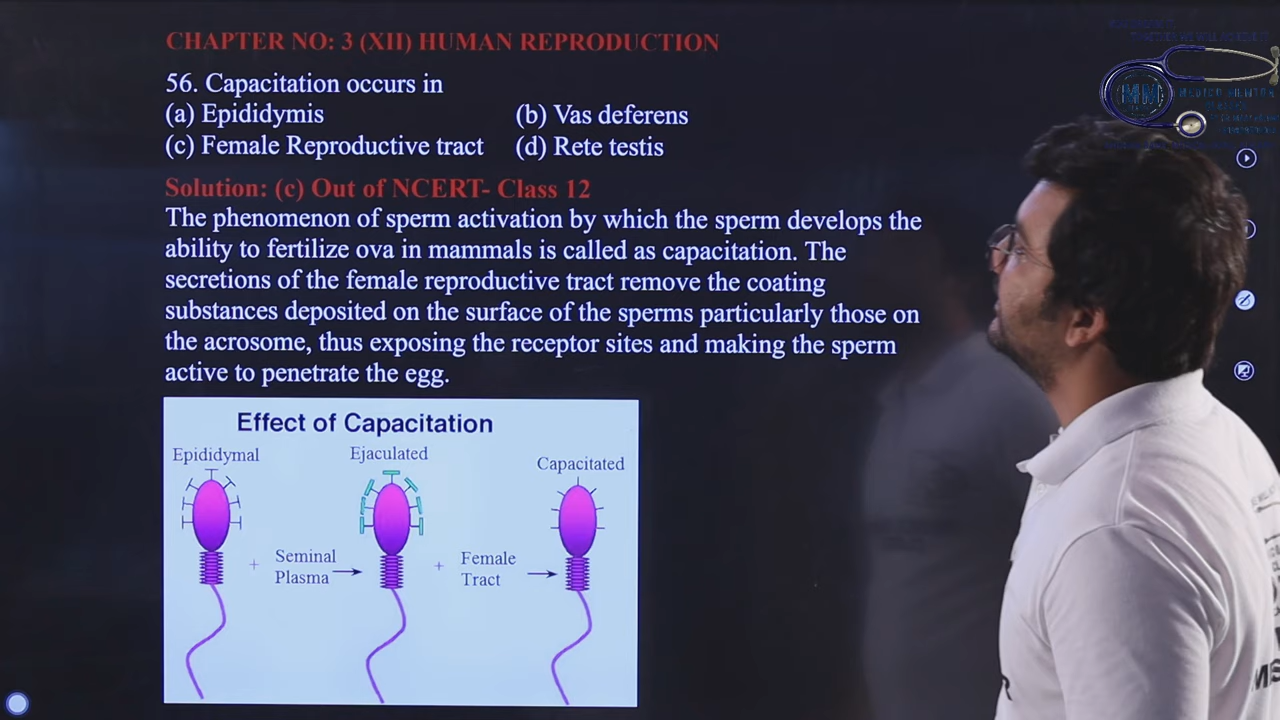 CHAPTER NO: 3 (XII) HUMAN REPRODUCTION
56. Capacitation occurs in
(a) Epididymis (b) Vas deferens
(c) Female Reproductive tract (d) Rete testis
Solution: (c) Out of NCERT- Class 12
The phenomenon of sperm activation by which the sperm develops the
ability to fertilize ova in mammals is called as capacitation. The
secretions of the female reproductive tract remove the coating
substances deposited on the surface of the sperms particularly those on
the acrosome, thus exposing the receptor sites and making the sperm
active to penetrate the egg.
Effect of Capacitation
Epididymal
Ejaculated
Capacitated
+ Seminal
Plasma
+ Female
Tract
MM